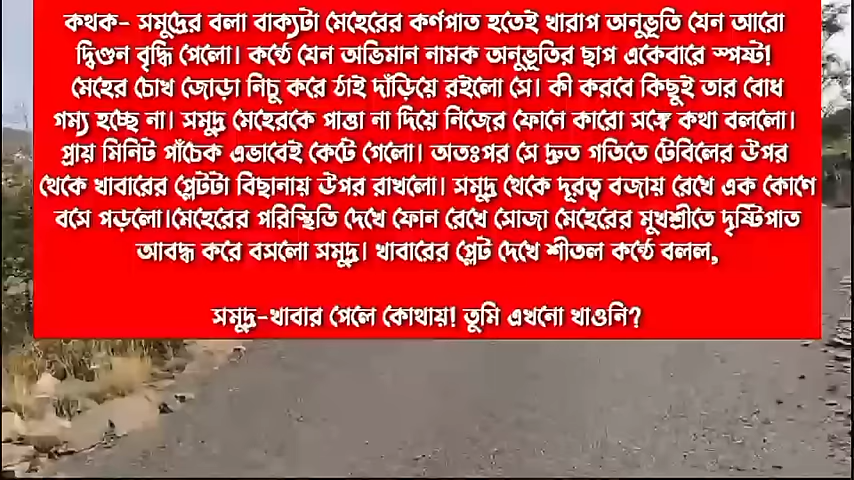 কথক- সমুদ্রের বলা বাক্যটা মেহেরের কর্ণপাত হতেই খারাপ অনুভূতি যেন আরো
দ্বিগুন বৃদ্ধি পেলো। কন্ঠে যেন অভিমান নামক অনুভূতির ছাপ একেবারে স্পষ্ট!
মেহের চোখ জোড়া নিচু করে ঠাই দাঁড়িয়ে রইলো সে। কী করবে কিছুই তার বোধ
গম্য হচ্ছে না। সমুদ্র মেহেরকে পাত্তা না দিয়ে নিজের ফোনে কারো সঙ্গে কথা বললো।
প্রায় মিনিট পাঁচেক এভাবেই কেটে গেলো। অতঃপর সে দ্রুত গতিতে টেবিলের উপর
থেকে খাবারের প্লেটটা বিছানায় উপর রাখলো। সমুদ্র থেকে দূরত্ব বজায় রেখে এক কোণে
বসে পড়লো।মেহেরের পরিস্থিতি দেখে ফোন রেখে সোজা মেহেরের মুখশ্রীতে দৃষ্টিপাত
আবদ্ধ করে বসলো সমুদ্র। খাবারের প্লেট দেখে শীতল কন্ঠে বলল,
সমুদ্র-খাবার পেলে কোথায়! তুমি এখনো খাওনি?